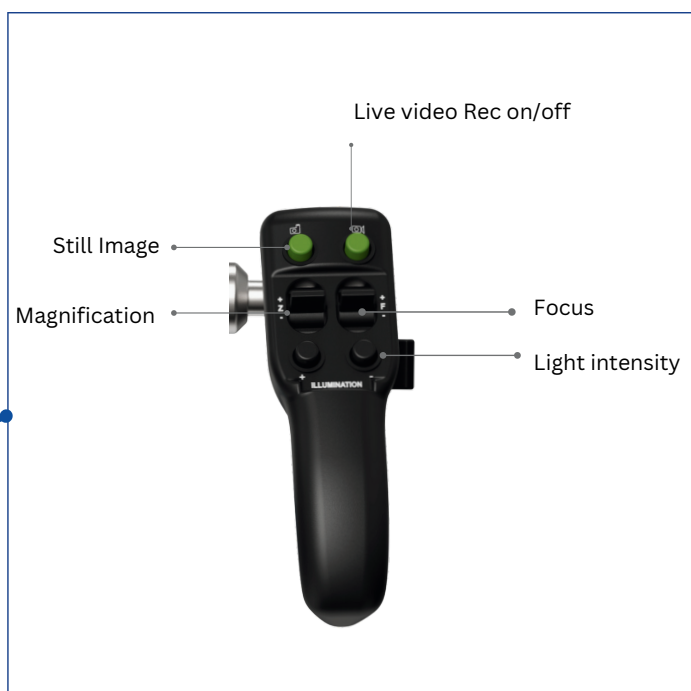 Live video Rec on/off
Still Image
Magnification
Focus
Light intensity
+ Z -
+ F -
+ -
ILLUMINATION